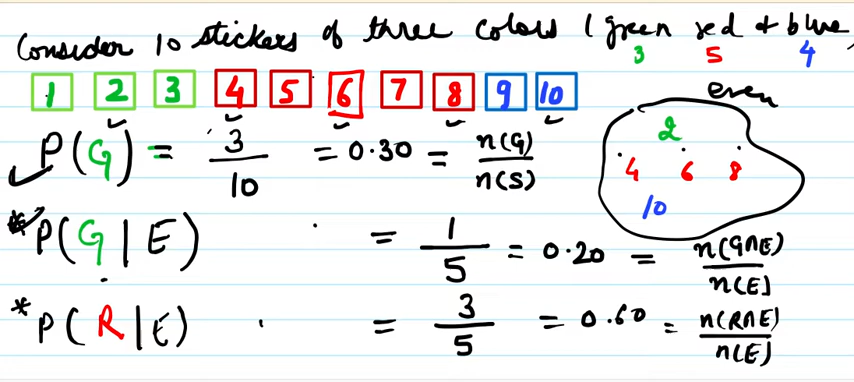 Consider 10 stickers of three colors (green red & blue)
3 5 4
1 2 3 4 5 6 7 8 9 10
even
2
4 6 8
10
P(G) = 3/10 = 0.30 = n(G)/n(S)
* P(G|E) = 1/5 = 0.20 = n(G∩E)/n(E)
* P(R|E) = 3/5 = 0.60 = n(R∩E)/n(E)